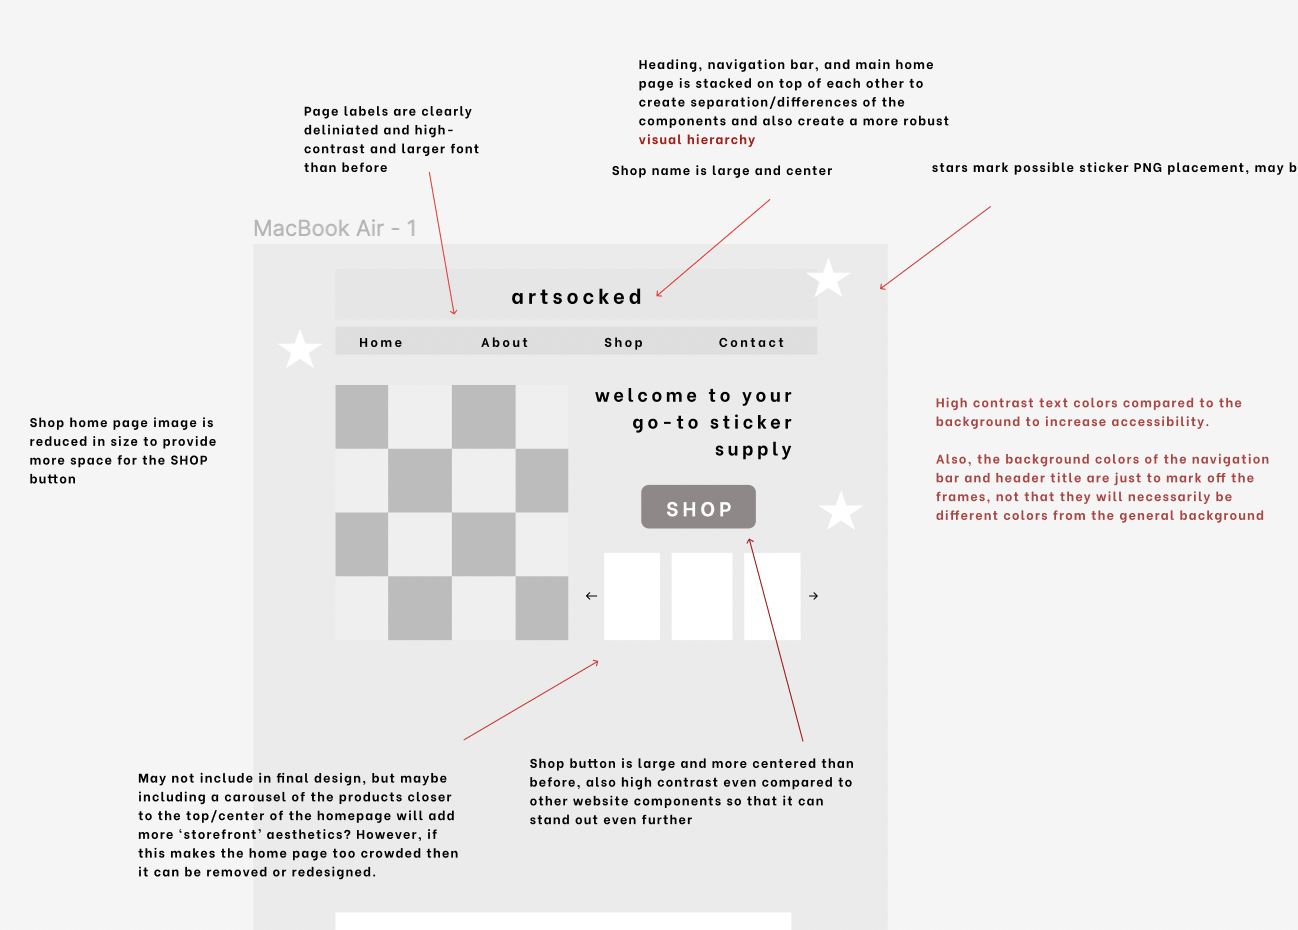 Heading, navigation bar, and main home
page is stacked on top of each other to
create separation/differences of the
components and also create a more robust
visual hierarchy
Page labels are clearly
deliniated and high-
contrast and larger font
than before
Shop name is large and center
stars mark possible sticker PNG placement, may b
MacBook Air - 1
artsocked
Home About Shop Contact
welcome to your
go-to sticker
supply
SHOP
Shop home page image is
reduced in size to provide
more space for the SHOP
button
High contrast text colors compared to the
background to increase accessibility.
Also, the background colors of the navigation
bar and header title are just to mark off the
frames, not that they will necessarily be
different colors from the general background
May not include in final design, but maybe
including a carousel of the products closer
to the top/center of the homepage will add
more ‘storefront’ aesthetics? However, if
this makes the home page too crowded then
it can be removed or redesigned.
Shop button is large and more centered than
before, also high contrast even compared to
other website components so that it can
stand out even further